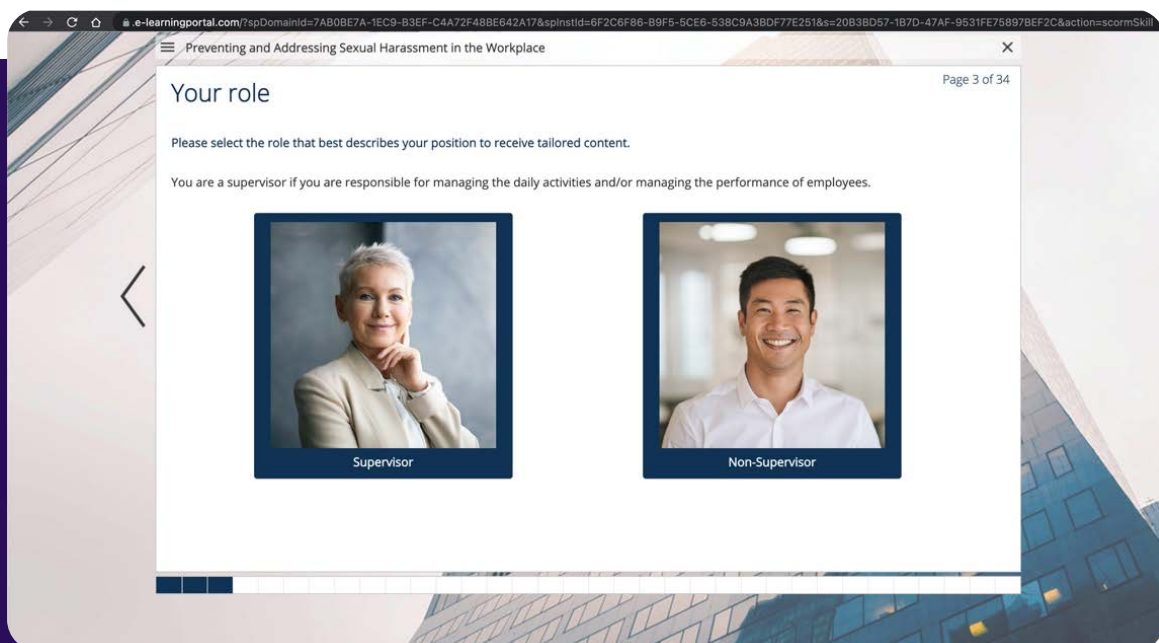 .e-learningportal.com/?spDomainId=7AB0BE7A-1EC9-B3EF-C4A72F48BE642A17&spInstId=6F2C6F86-B9F5-5CE6-538C9A3BDF77E251&s=20B3BD57-1B7D-47AF-9531FE75897BEF2C&action=scormSkill
Preventing and Addressing Sexual Harassment in the Workplace
Page 3 of 34
Your role
Please select the role that best describes your position to receive tailored content.
You are a supervisor if you are responsible for managing the daily activities and/or managing the performance of employees.
Supervisor
Non-Supervisor